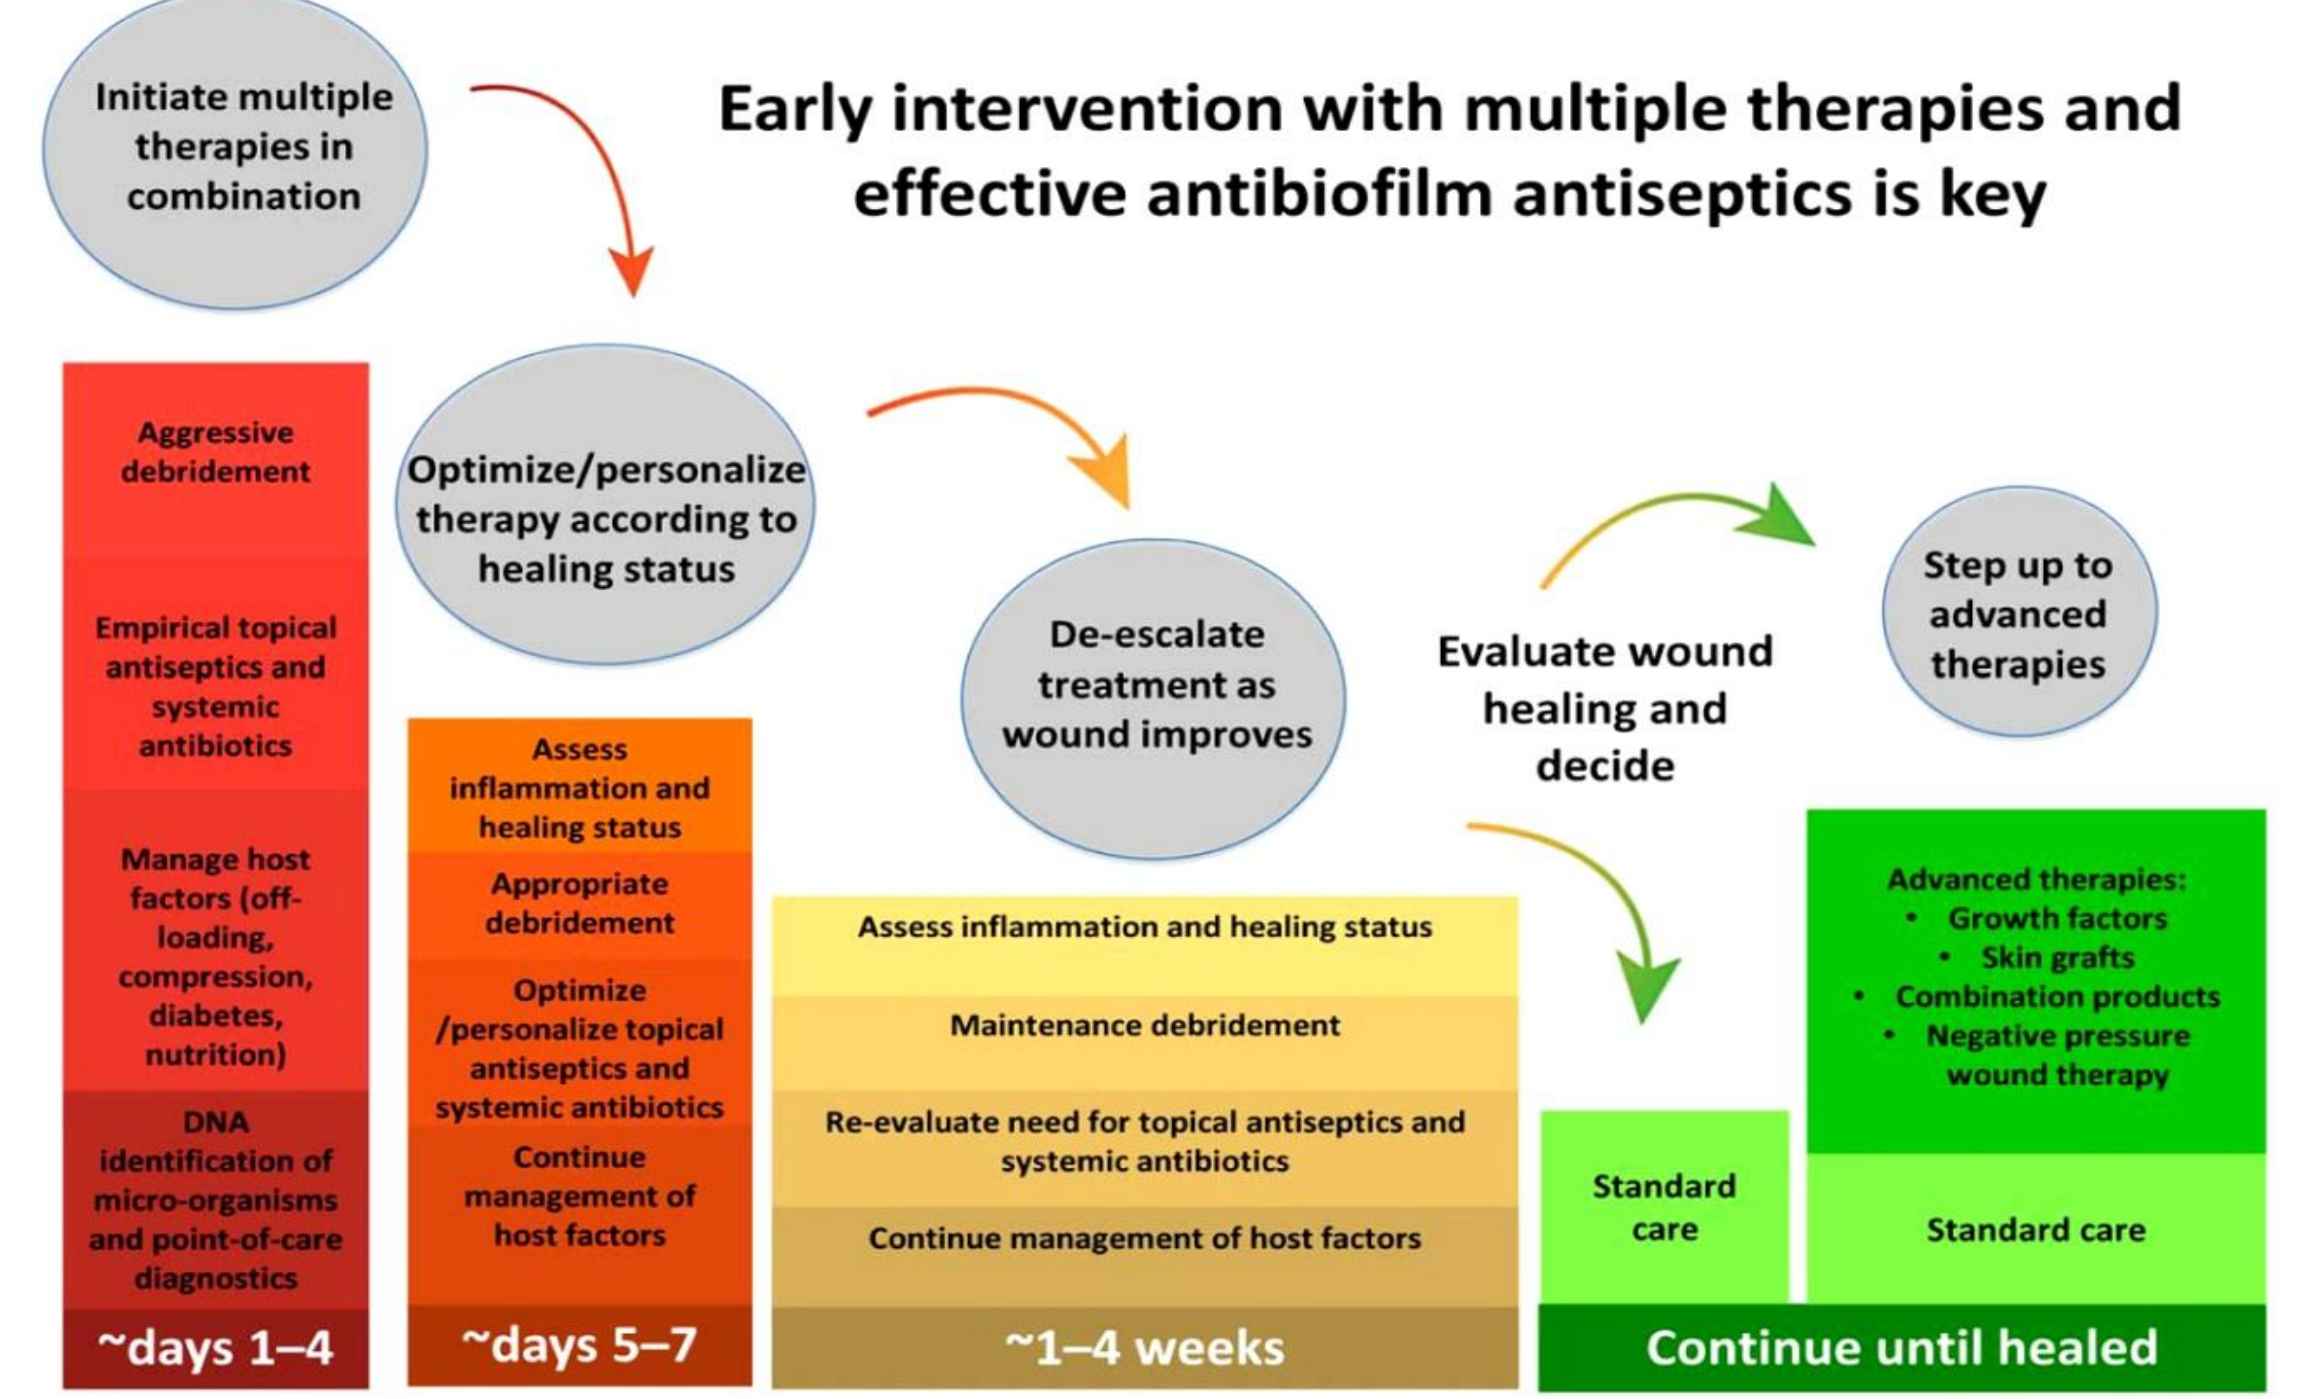 Initiate multiple
therapies in
combination
Early intervention with multiple therapies and
effective antibiofilm antiseptics is key
Optimize/personalize
therapy according to
healing status
De-escalate
treatment as
wound improves
Evaluate wound
healing and
decide
Step up to
advanced
therapies
Aggressive
debridement
Empirical topical
antiseptics and
systemic
antibiotics
Manage host
factors (off-
loading,
compression,
diabetes,
nutrition)
DNA
identification of
micro-organisms
and point-of-care
diagnostics
~days 1–4
Assess
inflammation and
healing status
Appropriate
debridement
Optimize
/personalize topical
antiseptics and
systemic antibiotics
Continue
management of
host factors
~days 5–7
Assess inflammation and healing status
Maintenance debridement
Re-evaluate need for topical antiseptics and
systemic antibiotics
Continue management of host factors
~1–4 weeks
Standard
care
Advanced therapies:
• Growth factors
• Skin grafts
• Combination products
• Negative pressure
wound therapy
Standard care
Continue until healed